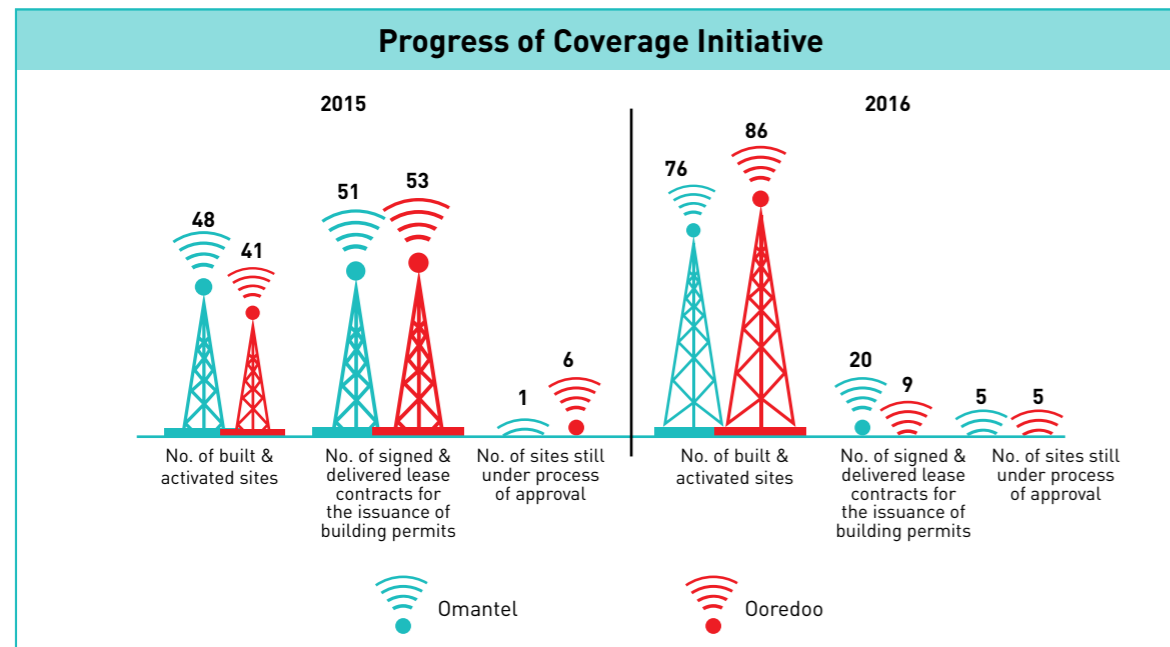 Progress of Coverage Initiative
2015
48
41
51
53
1
6
No. of built &
activated sites
No. of signed &
delivered lease
contracts for
the issuance of
building permits
No. of sites still
under process
of approval
2016
76
86
20
9
5
5
No. of built &
activated sites
No. of signed &
delivered lease
contracts for
the issuance of
building permits
No. of sites still
under process
of approval
Omantel
Ooredoo